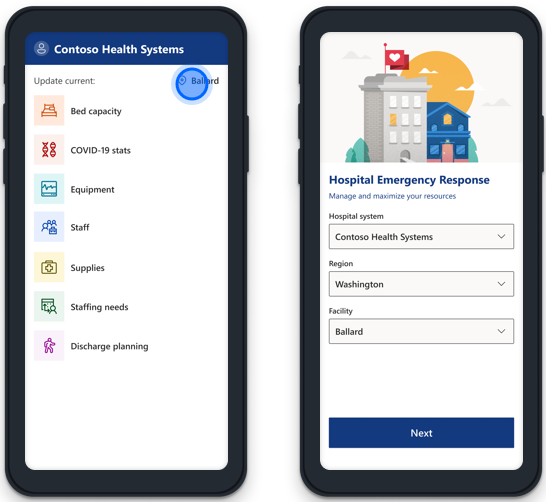 Contoso Health Systems
Update current:
Ballard
Bed capacity
COVID-19 stats
Equipment
Staff
Supplies
Staffing needs
Discharge planning
Hospital Emergency Response
Manage and maximize your resources
Hospital system
Contoso Health Systems
Region
Washington
Facility
Ballard
Next